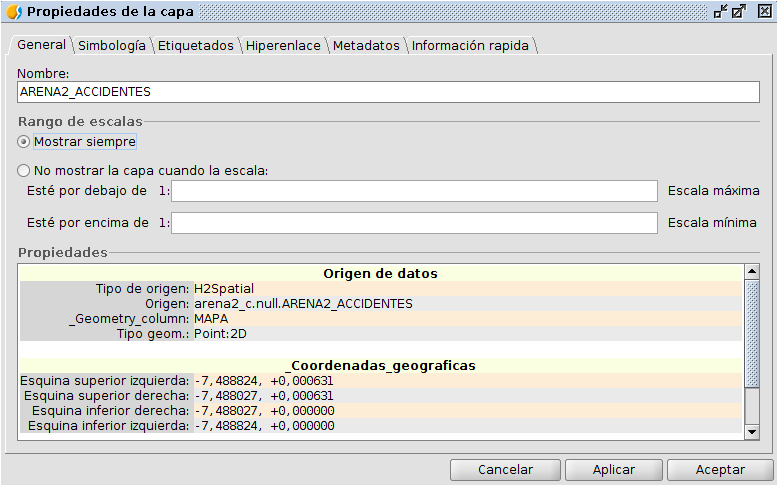 Propiedades de la capa
General Simbología Etiquetados Hiperenlace Metadatos Información rapida
Nombre:
ARENA2_ACCIDENTES
Rango de escalas
Mostrar siempre
No mostrar la capa cuando la escala:
Esté por debajo de 1: Escala máxima
Esté por encima de 1: Escala mínima
Propiedades
Origen de datos
Tipo de origen: H2Spatial
Origen: arena2_c.null.ARENA2_ACCIDENTES
_Geometry_column: MAPA
Tipo geom.: Point:2D
_Coordenadas_geograficas
Esquina superior izquierda: -7,488824, +0,000631
Esquina superior derecha: -7,488027, +0,000631
Esquina inferior derecha: -7,488027, +0,000000
Esquina inferior izquierda: -7,488824, +0,000000
Cancelar Aplicar Aceptar